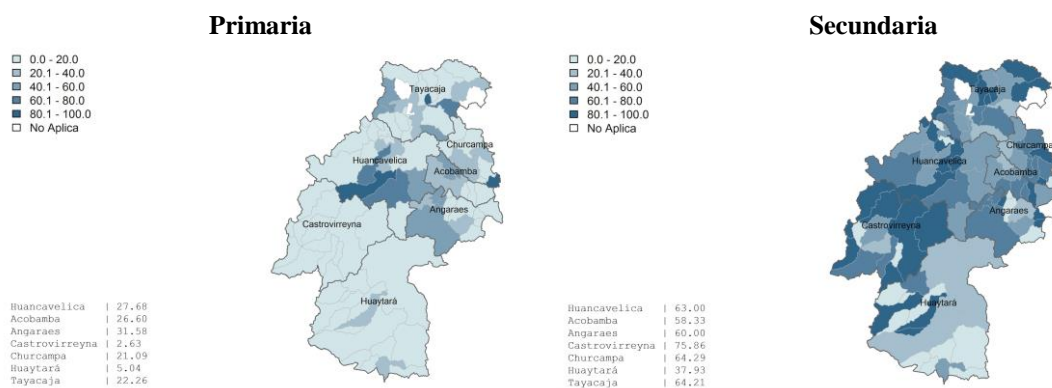 Primaria
0.0 - 20.0
20.1 - 40.0
40.1 - 60.0
60.1 - 80.0
80.1 - 100.0
No Aplica
Tayacaja
Churcampa
Huancavelica
Acobamba
Angaraes
Castrovirreyna
Huaytará
Huancavelica | 27.68
Acobamba | 26.60
Angaraes | 31.58
Castrovirreyna | 2.63
Churcampa | 21.09
Huaytará | 5.04
Tayacaja | 22.26
Secundaria
0.0 - 20.0
20.1 - 40.0
40.1 - 60.0
60.1 - 80.0
80.1 - 100.0
No Aplica
Tayacaja
Churcampa
Huancavelica
Acobamba
Angaraes
Castrovirreyna
Huaytará
Huancavelica | 63.00
Acobamba | 58.33
Angaraes | 60.00
Castrovirreyna | 75.86
Churcampa | 64.29
Huaytará | 37.93
Tayacaja | 64.21